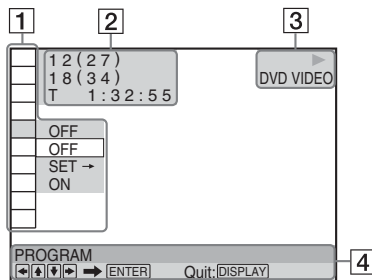 1
2
3
12(27)
18(34)
T 1:32:55
DVD VIDEO
OFF
OFF
SET →
ON
PROGRAM
ENTER Quit: DISPLAY
4